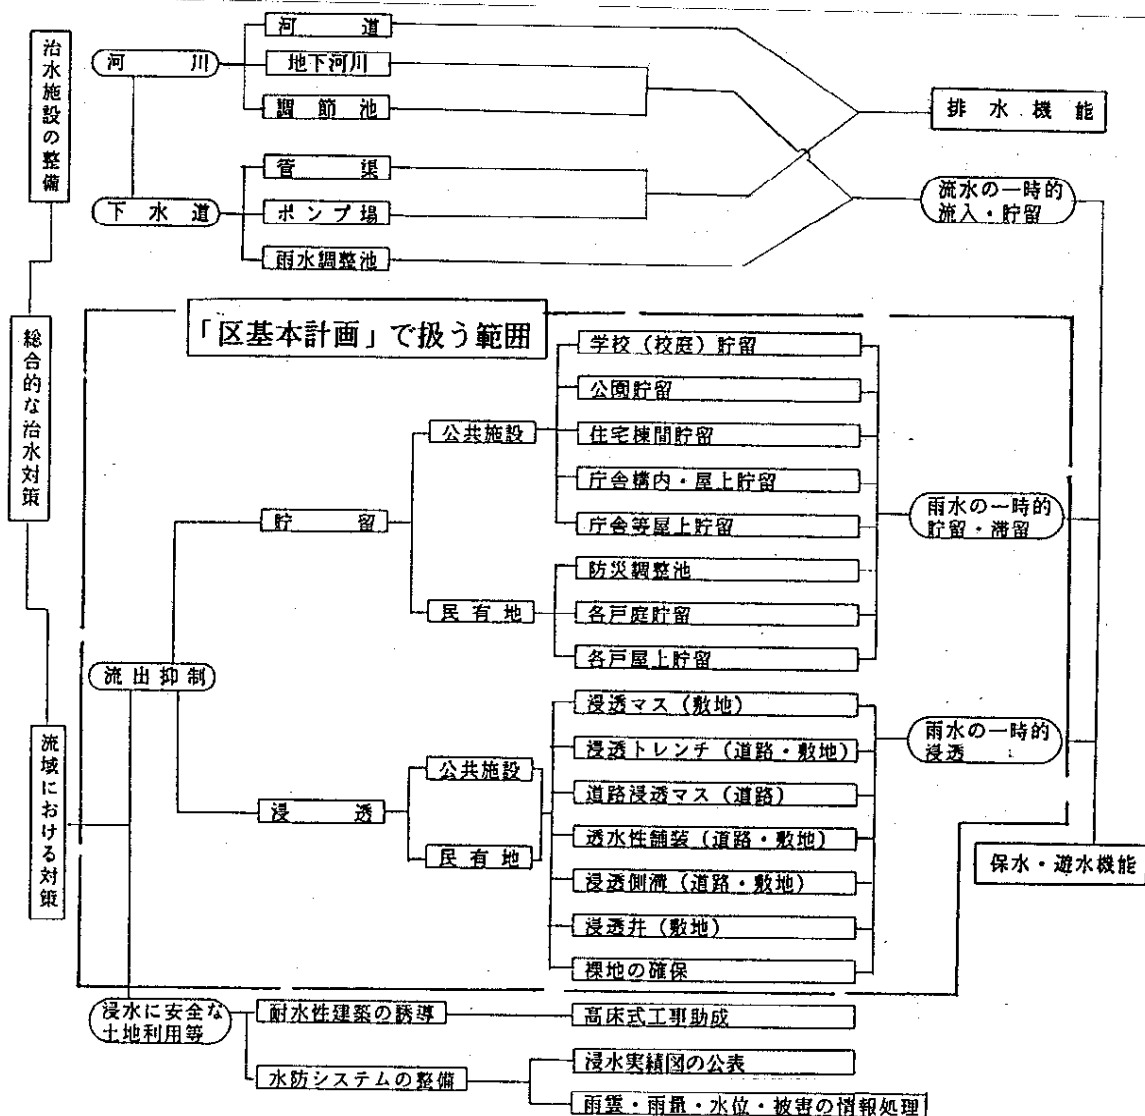 治水施設の整備
河川
河道
地下河川
調節池
下水道
管渠
ポンプ場
雨水調整池
排水機能
流水の一時的
流入・貯留
総合的な治水対策
「区基本計画」で扱う範囲
流出抑制
貯留
公共施設
学校（校庭）貯留
公園貯留
住宅棟間貯留
庁舎構内・屋上貯留
庁舎等屋上貯留
民有地
防災調整池
各戸庭貯留
各戸屋上貯留
雨水の一時的
貯留・滞留
流域における対策
浸透
公共施設
民有地
浸透マス（敷地）
浸透トレンチ（道路・敷地）
道路浸透マス（道路）
透水性舗装（道路・敷地）
浸透側溝（道路・敷地）
浸透井（敷地）
裸地の確保
雨水の一時的
浸透
保水・遊水機能
浸水に安全な
土地利用等
耐水性建築の誘導
高床式工事助成
水防システムの整備
浸水実績図の公表
雨雲・雨量・水位・被害の情報処理